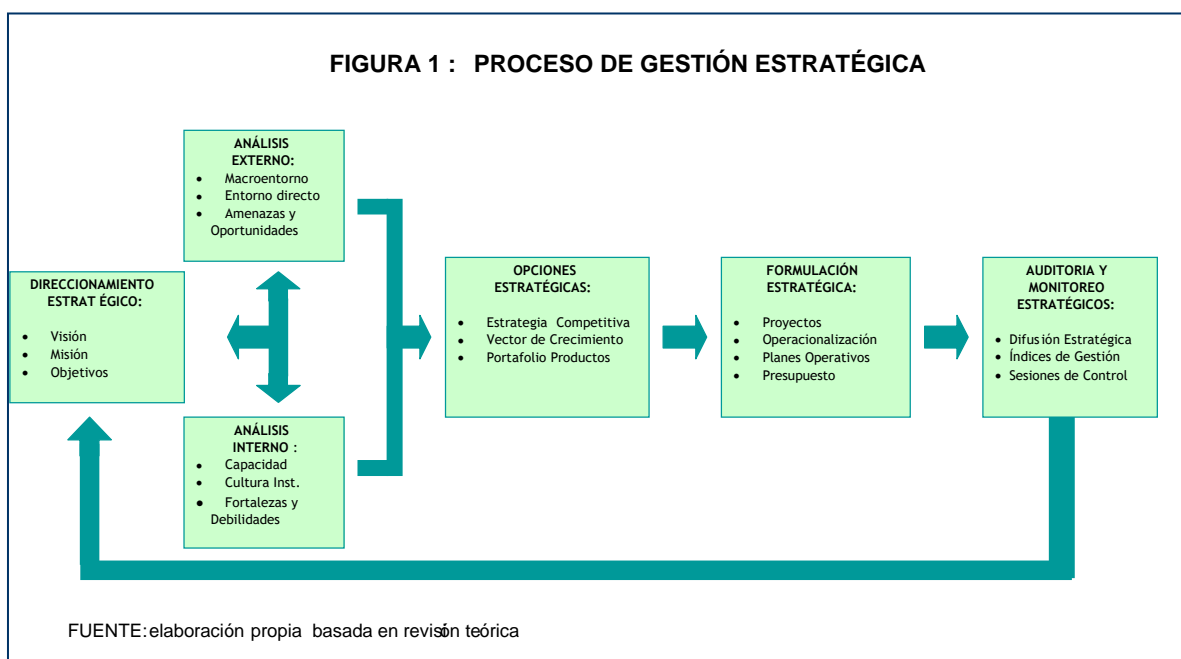 FIGURA 1 : PROCESO DE GESTIÓN ESTRATÉGICA
ANÁLISIS
EXTERNO:
• Macroentorno
• Entorno directo
• Amenazas y
Oportunidades
DIRECCIONAMIENTO
ESTRAT ÉGICO:
• Visión
• Misión
• Objetivos
ANÁLISIS
INTERNO :
• Capacidad
• Cultura Inst.
• Fortalezas y
Debilidades
OPCIONES
ESTRATÉGICAS:
• Estrategia Competitiva
• Vector de Crecimiento
• Portafolio Productos
FORMULACIÓN
ESTRATÉGICA:
• Proyectos
• Operacionalización
• Planes Operativos
• Presupuesto
AUDITORIA Y
MONITOREO
ESTRATÉGICOS:
• Difusión Estratégica
• Índices de Gestión
• Sesiones de Control
FUENTE:elaboración propia basada en revisión teórica